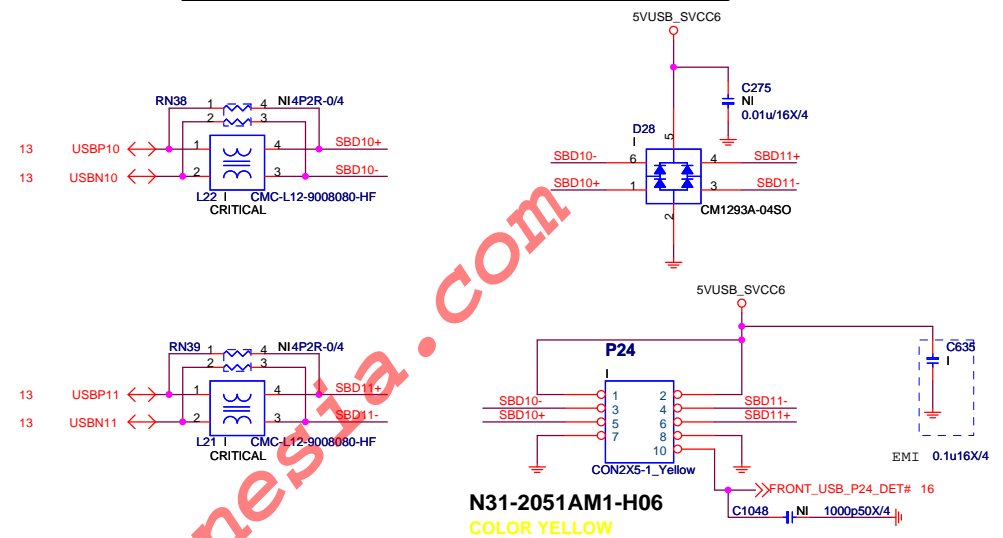 5VUSB_SVCC6
C275
NI
0.01u/16X/4
RN38 1 4 NI 4P2R-0/4
2 3
13 USBP10 1 4 SBD10+
13 USBN10 2 3 SBD10-
L22 I CMC-L12-9008080-HF
CRITICAL
D28
I
5
SBD10- 6 4 SBD11+
SBD10+ 1 3 SBD11-
2
CM1293A-04SO
5VUSB_SVCC6
RN39 1 4 NI 4P2R-0/4
2 3
13 USBP11 1 4 SBD11+
13 USBN11 2 3 SBD11-
L21 I CMC-L12-9008080-HF
CRITICAL
P24
I
1 2
SBD10- 3 4 SBD11-
SBD10+ 5 6 SBD11+
7 8
10
CON2X5-1_Yellow
C635
I
EMI 0.1u16X/4
N31-2051AM1-H06
COLOR YELLOW
FRONT_USB_P24_DET# 16
C1048 NI 1000p50X/4
nesia.com